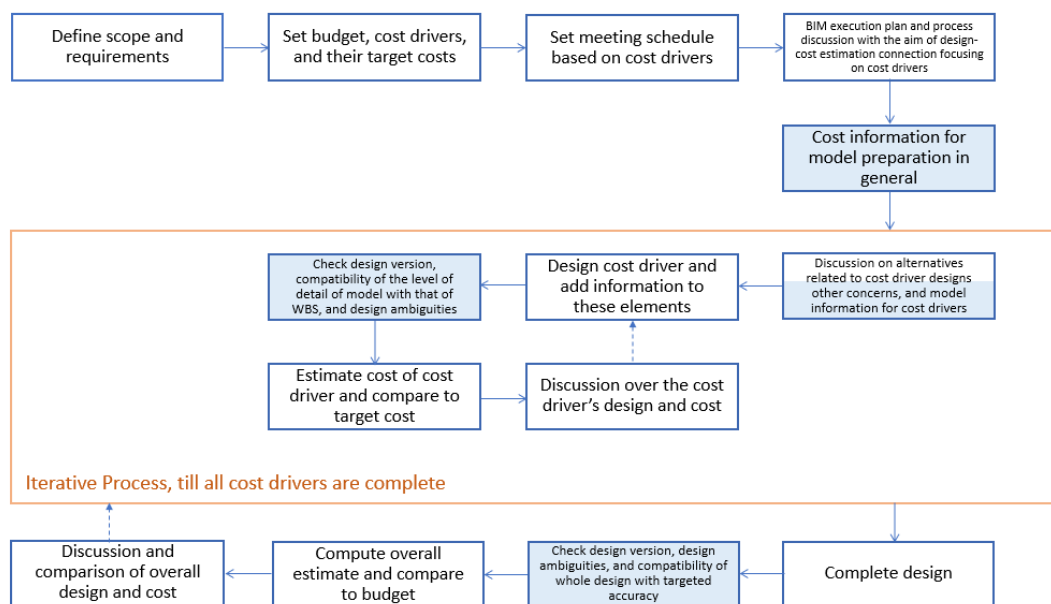 Define scope and
requirements
Set budget, cost drivers,
and their target costs
Set meeting schedule
based on cost drivers
BIM execution plan and process
discussion with the aim of design-
cost estimation connection focusing
on cost drivers
Cost information for
model preparation in
general
Check design version,
compatibility of the level of
detail of model with that of
WBS, and design ambiguities
Design cost driver and
add information to
these elements
Discussion on alternatives
related to cost driver designs
other concerns, and model
information for cost drivers
Estimate cost of cost
driver and compare to
target cost
Discussion over the cost
driver's design and cost
Iterative Process, till all cost drivers are complete
Discussion and
comparison of overall
design and cost
Compute overall
estimate and compare
to budget
Check design version, design
ambiguities, and compatibility of
whole design with targeted
accuracy
Complete design